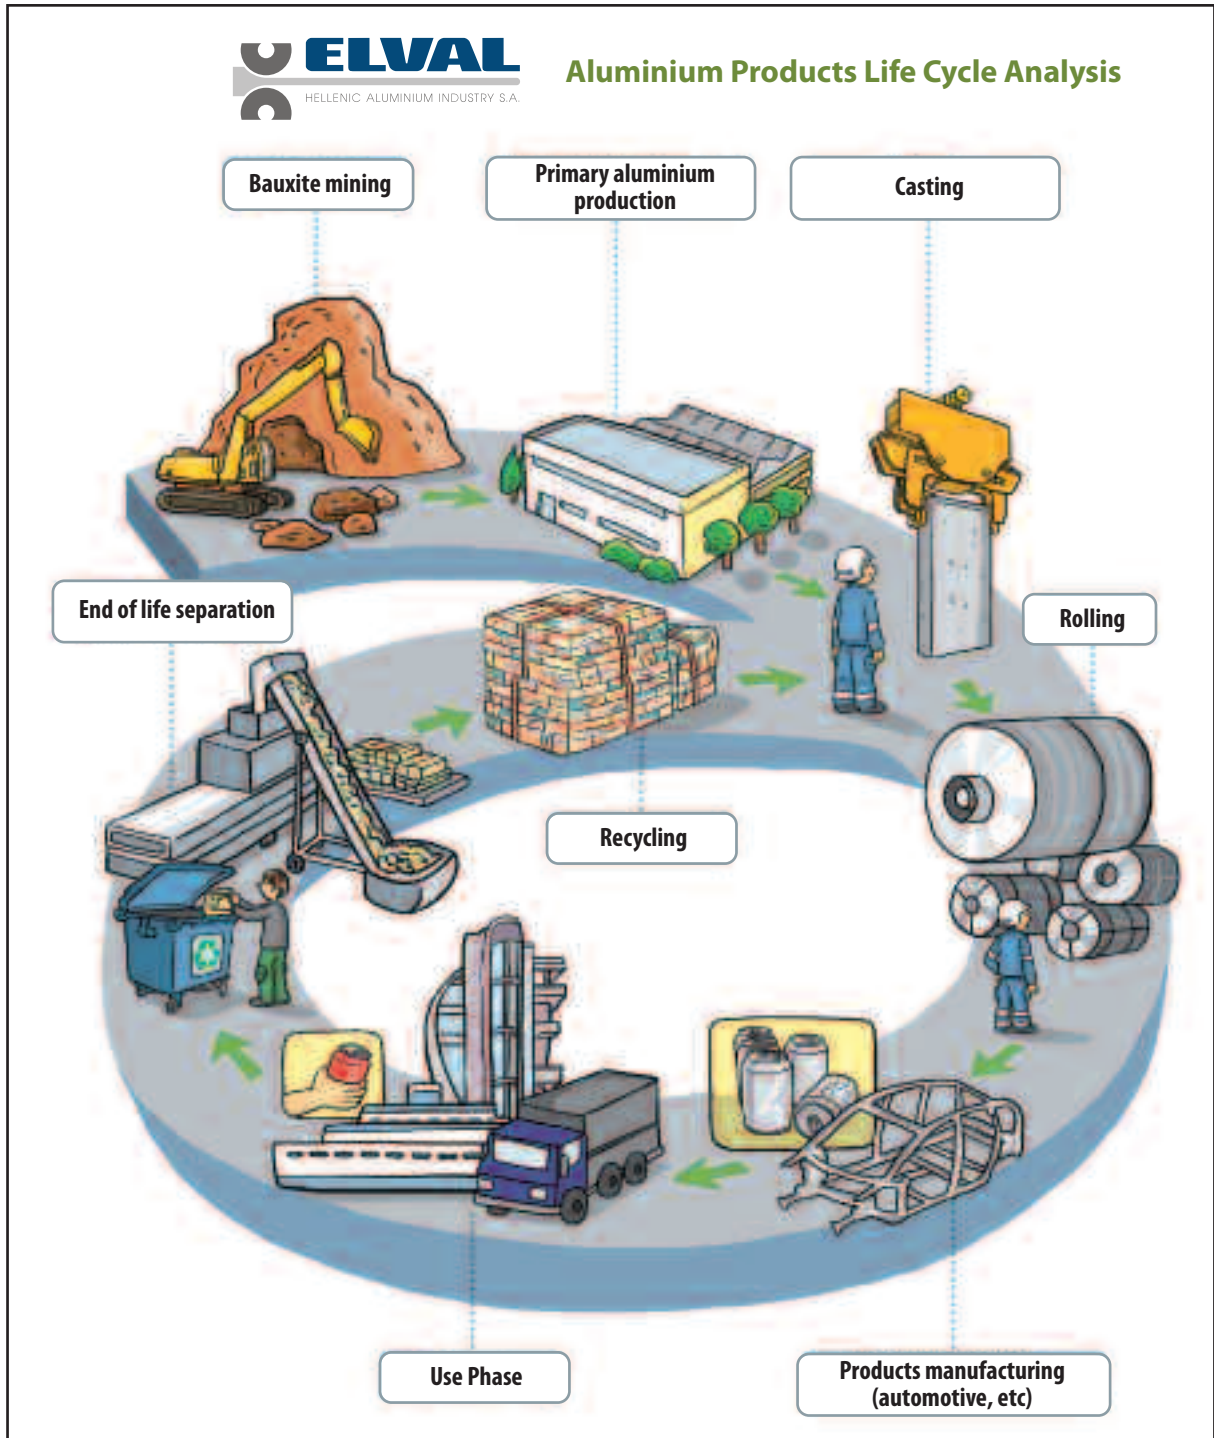 ELVAL
HELLENIC ALUMINIUM INDUSTRY S.A.
Aluminium Products Life Cycle Analysis
Bauxite mining
Primary aluminium
production
Casting
End of life separation
Rolling
Recycling
Use Phase
Products manufacturing
(automotive, etc)